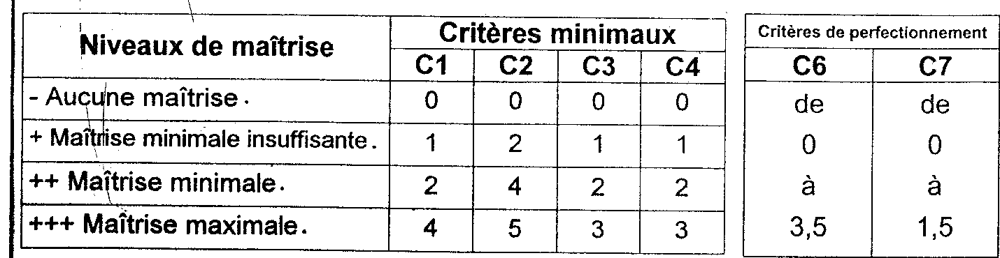 Niveaux de maîtrise
Critères minimaux
C1 C2 C3 C4
- Aucune maîtrise. 0 0 0 0
+ Maîtrise minimale insuffisante. 1 2 1 1
++ Maîtrise minimale. 2 4 2 2
+++ Maîtrise maximale. 4 5 3 3
Critères de perfectionnement
C6 C7
de de
0 0
à à
3,5 1,5